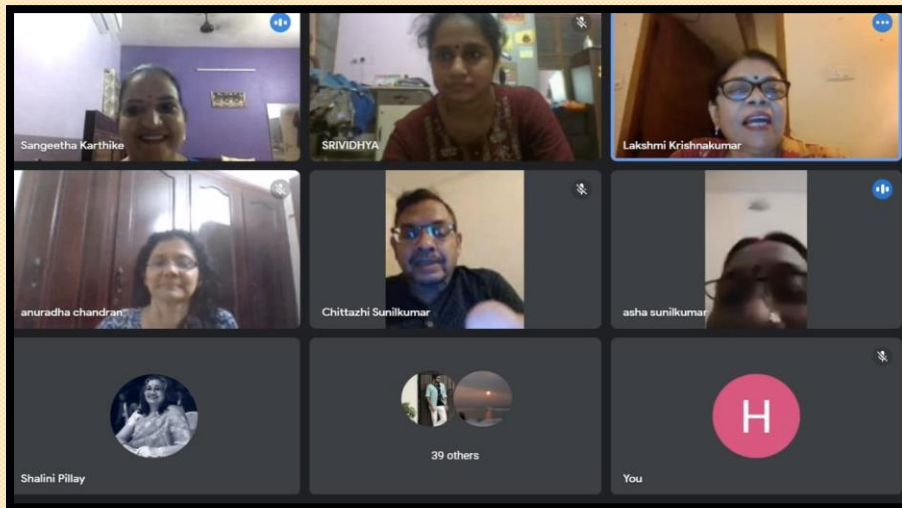 Sangeetha Karthike
SRIVIDHYA
Lakshmi Krishnakumar
anuradha chandran
Chittazhi Sunilkumar
asha sunilkumar
Shalini Pillay
39 others
H
You